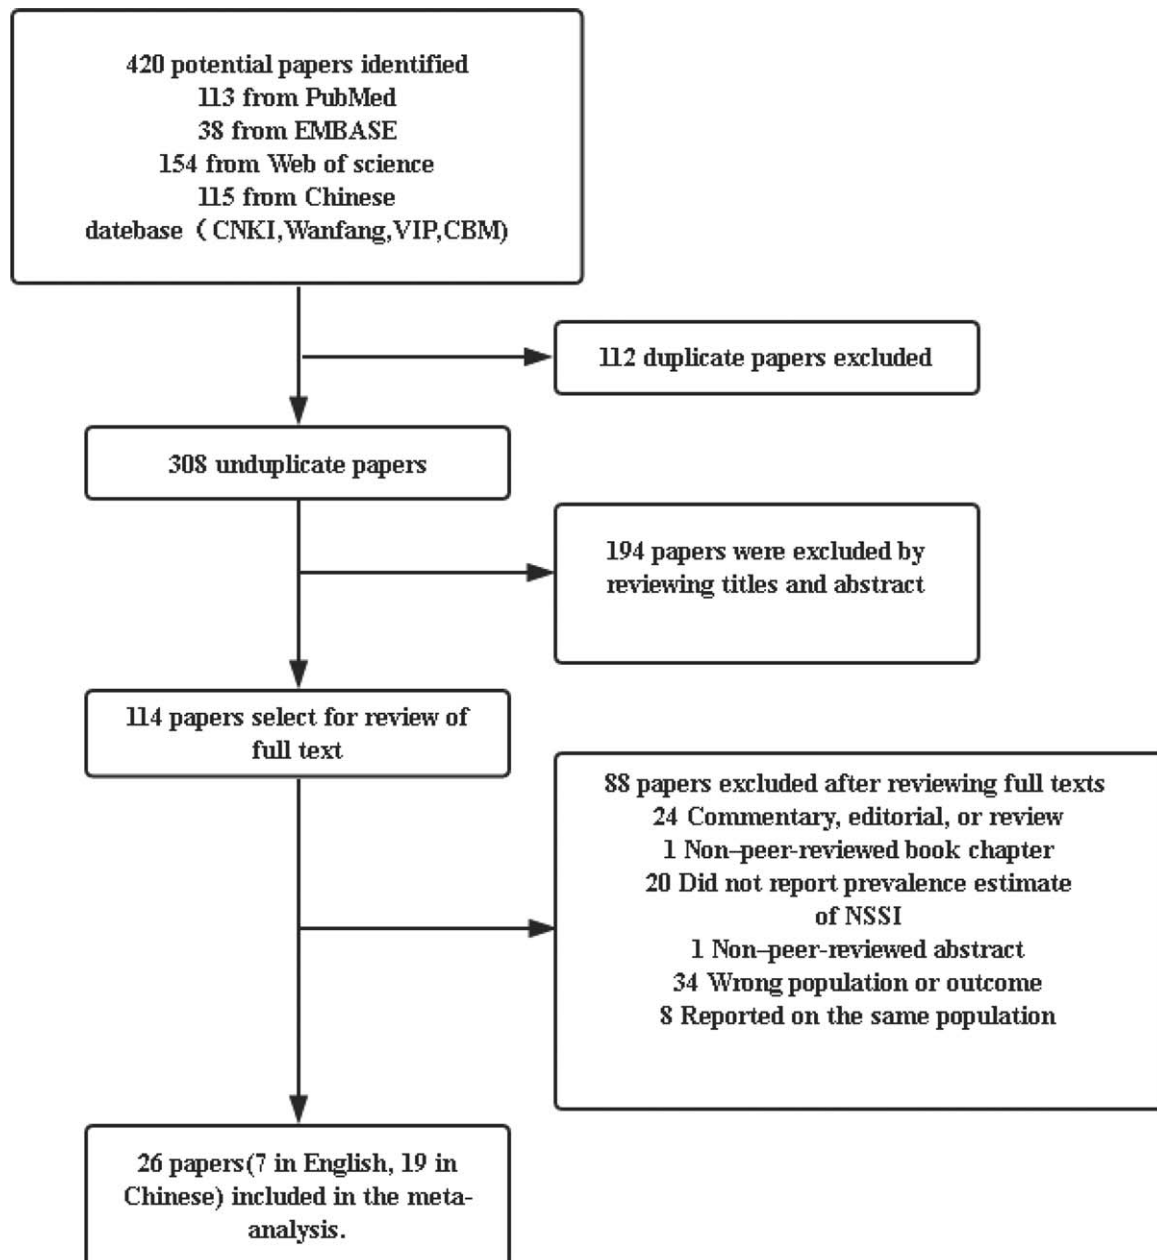 420 potential papers identified
113 from PubMed
38 from EMBASE
154 from Web of science
115 from Chinese
datebase（CNKI,Wanfang,VIP,CBM)
112 duplicate papers excluded
308 unduplicate papers
194 papers were excluded by
reviewing titles and abstract
114 papers select for review of
full text
88 papers excluded after reviewing full texts
24 Commentary, editorial, or review
1 Non–peer-reviewed book chapter
20 Did not report prevalence estimate
of NSSI
1 Non–peer-reviewed abstract
34 Wrong population or outcome
8 Reported on the same population
26 papers(7 in English, 19 in
Chinese) included in the meta-
analysis.